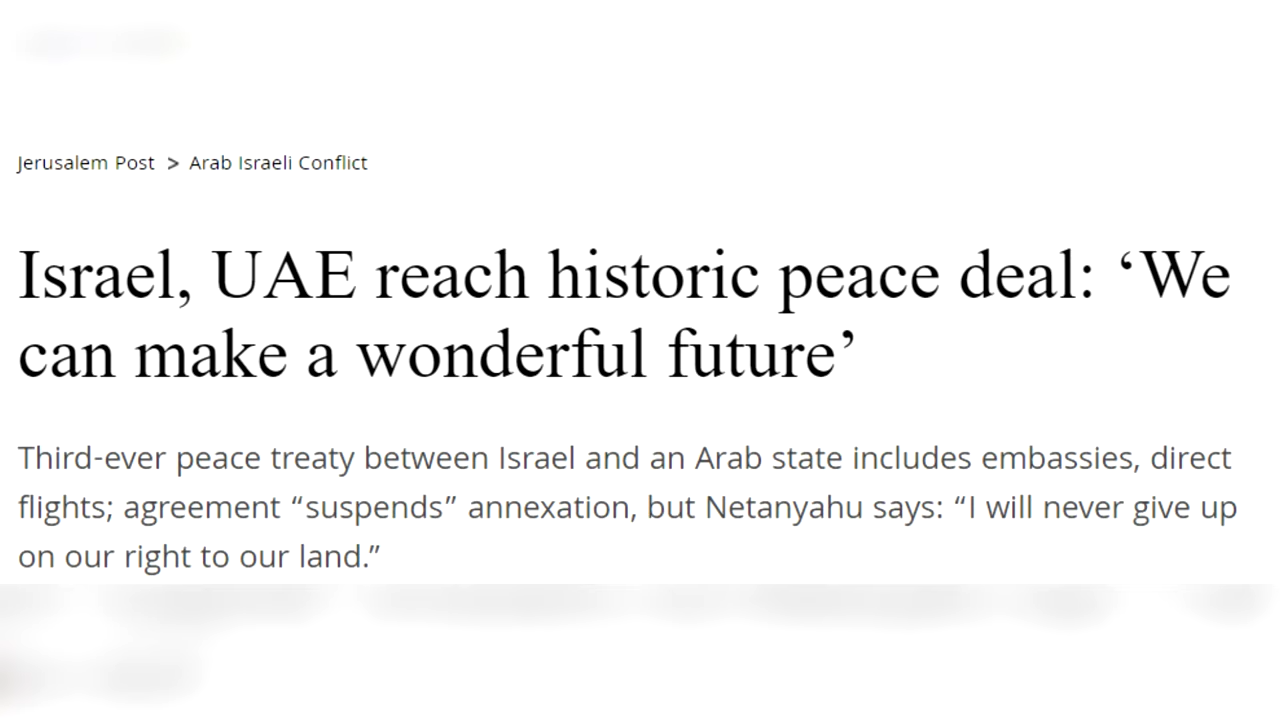 Jerusalem Post > Arab Israeli Conflict
Israel, UAE reach historic peace deal: ‘We
can make a wonderful future’
Third-ever peace treaty between Israel and an Arab state includes embassies, direct
flights; agreement “suspends” annexation, but Netanyahu says: “I will never give up
on our right to our land.”